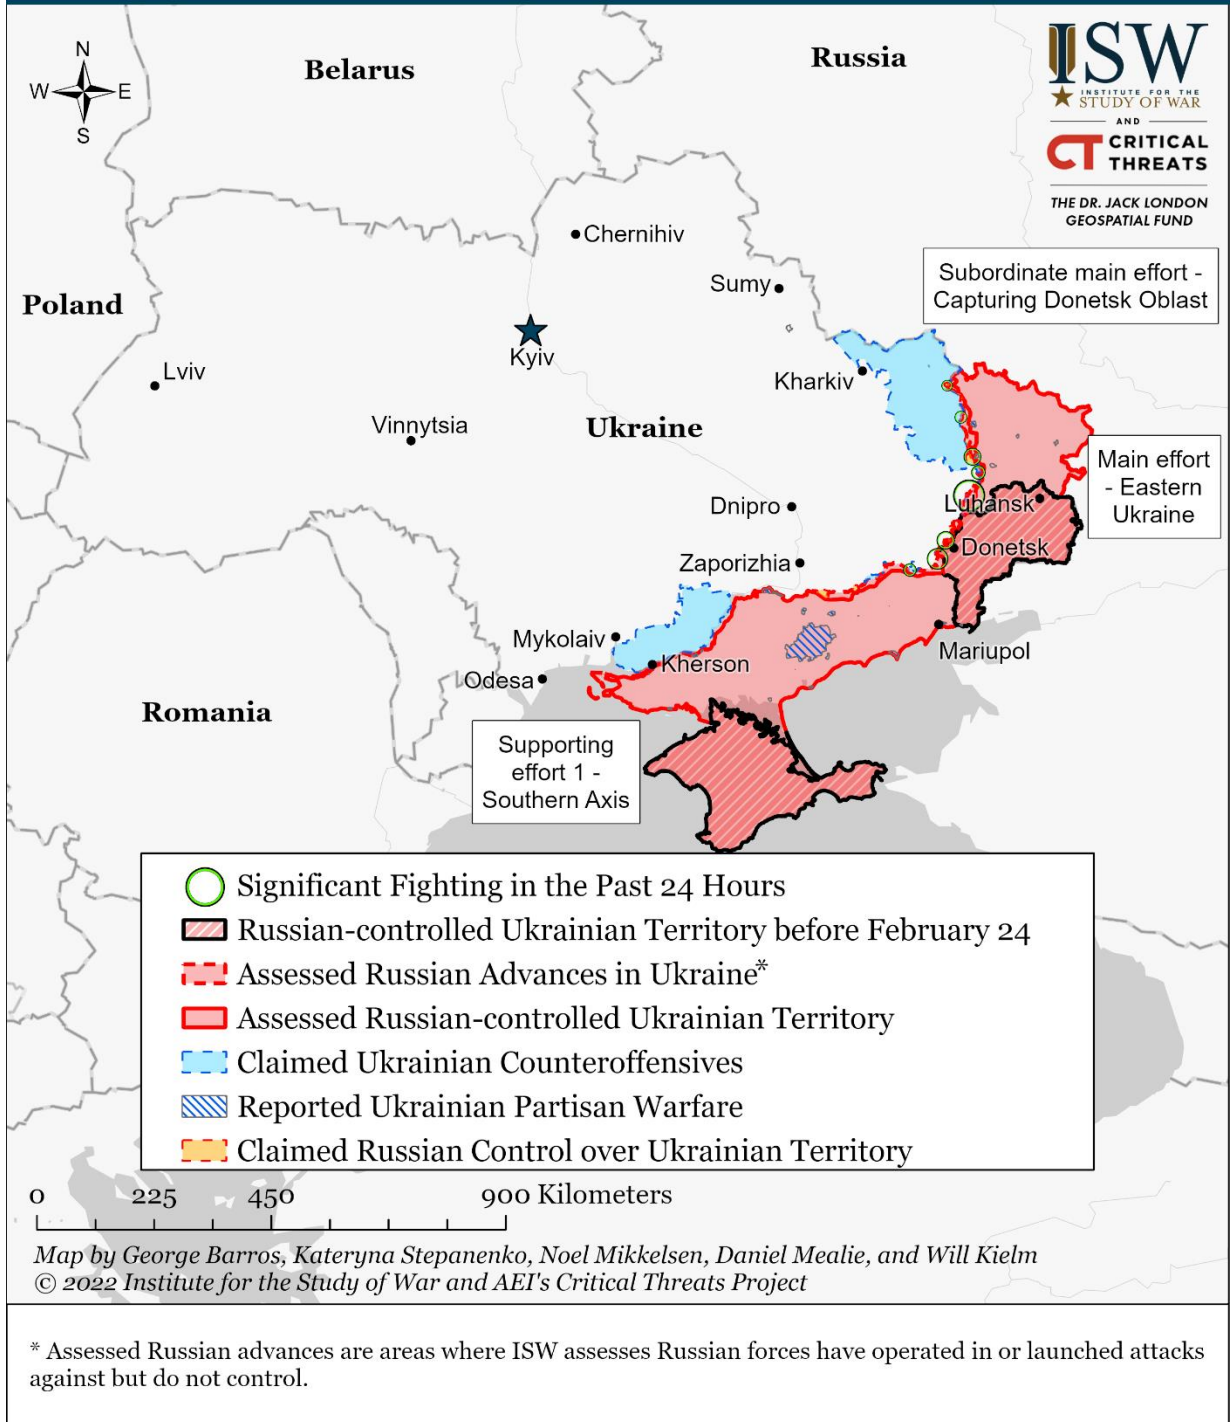 N
W E
S
Belarus
Russia
ISW
INSTITUTE FOR THE
STUDY OF WAR
AND
CT CRITICAL
THREATS
THE DR. JACK LONDON
GEOSPATIAL FUND
Chernihiv
Sumy
Subordinate main effort -
Capturing Donetsk Oblast
Poland
Kyiv
Lviv
Kharkiv
Vinnytsia
Ukraine
Main effort
- Eastern
Ukraine
Dnipro
Luhansk
Donetsk
Zaporizhia
Mykolaiv
Mariupol
Kherson
Odesa
Romania
Supporting
effort 1 -
Southern Axis
Significant Fighting in the Past 24 Hours
Russian-controlled Ukrainian Territory before February 24
Assessed Russian Advances in Ukraine*
Assessed Russian-controlled Ukrainian Territory
Claimed Ukrainian Counteroffensives
Reported Ukrainian Partisan Warfare
Claimed Russian Control over Ukrainian Territory
0 225 450 900 Kilometers
Map by George Barros, Kateryna Stepanenko, Noel Mikkelsen, Daniel Mealie, and Will Kielm
© 2022 Institute for the Study of War and AEI's Critical Threats Project
* Assessed Russian advances are areas where ISW assesses Russian forces have operated in or launched attacks
against but do not control.